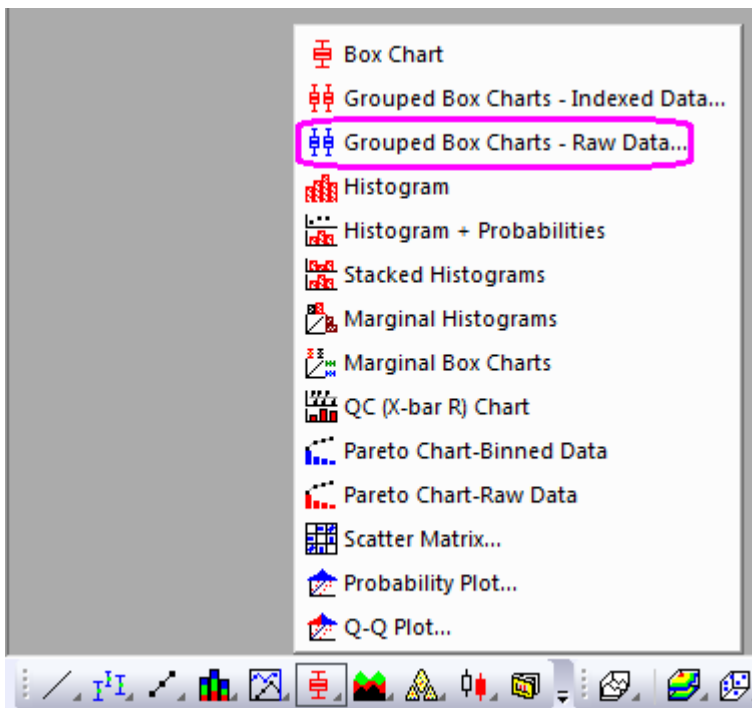 Box Chart
Grouped Box Charts - Indexed Data...
Grouped Box Charts - Raw Data...
Histogram
Histogram + Probabilities
Stacked Histograms
Marginal Histograms
Marginal Box Charts
QC (X-bar R) Chart
Pareto Chart-Binned Data
Pareto Chart-Raw Data
Scatter Matrix...
Probability Plot...
Q-Q Plot...